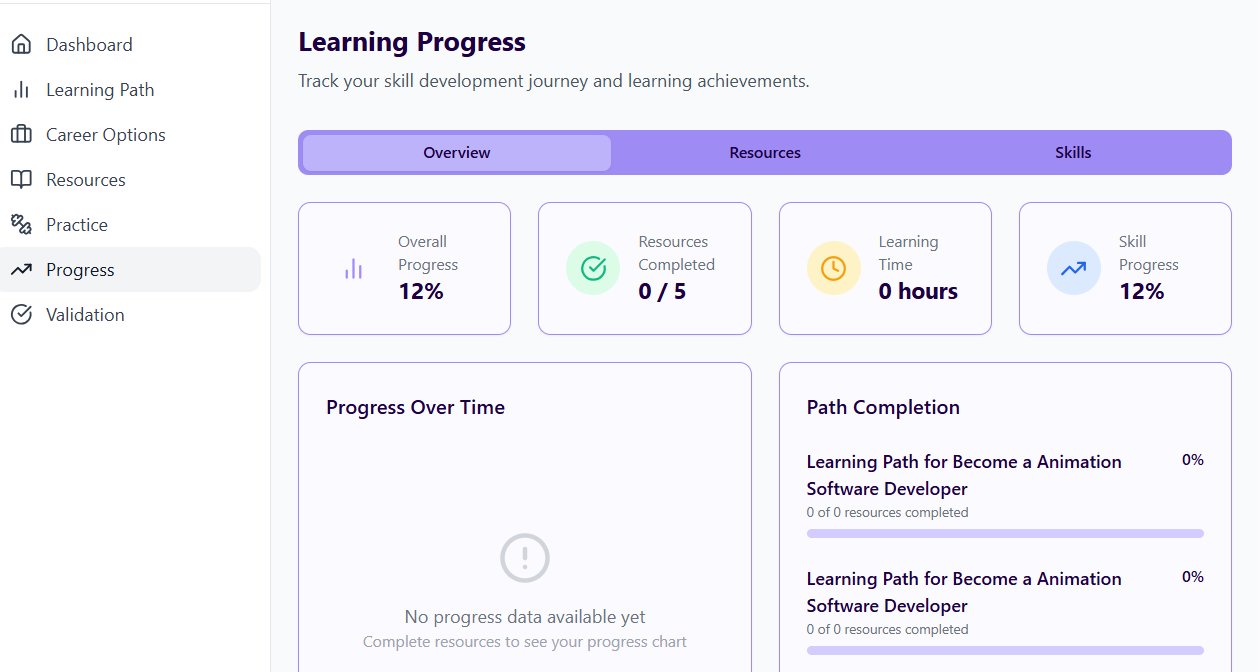 Dashboard
Learning Path
Career Options
Resources
Practice
Progress
Validation
Learning Progress
Track your skill development journey and learning achievements.
Overview
Resources
Skills
Overall
Progress
12%
Resources
Completed
0 / 5
Learning
Time
0 hours
Skill
Progress
12%
Progress Over Time
No progress data available yet
Complete resources to see your progress chart
Path Completion
Learning Path for Become a Animation
Software Developer
0%
0 of 0 resources completed
Learning Path for Become a Animation
Software Developer
0%
0 of 0 resources completed